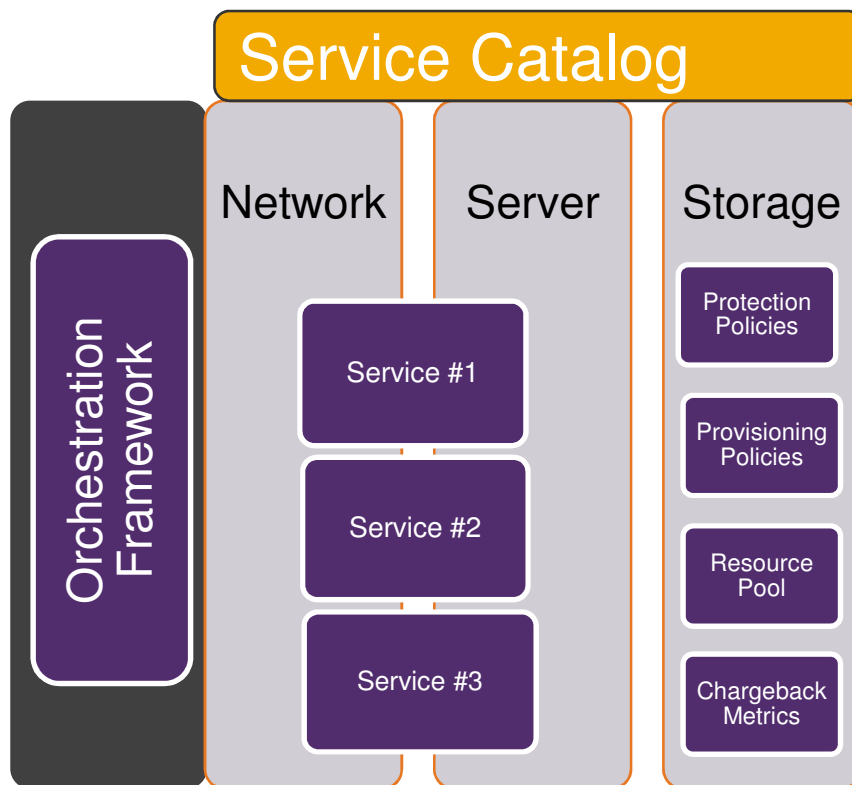 Service Catalog
Network
Server
Storage
Orchestration
Framework
Service #1
Service #2
Service #3
Protection
Policies
Provisioning
Policies
Resource
Pool
Chargeback
Metrics